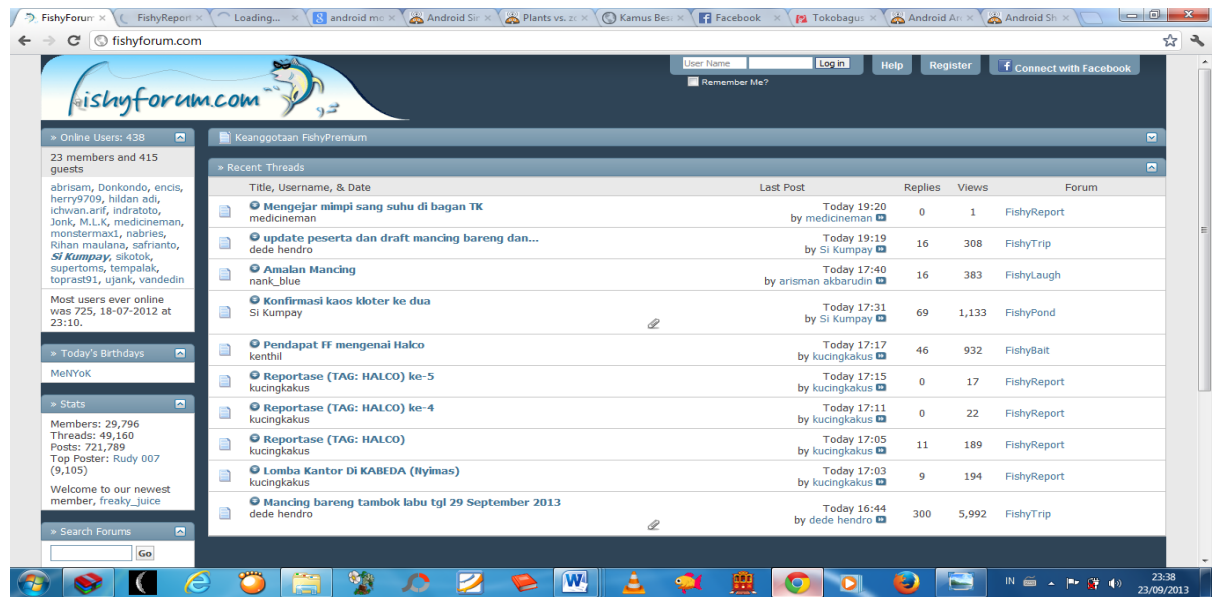 FishyForum
FishyReport
Loading...
android mo
Android Sir
Plants vs. zo
Kamus Besa
Facebook
Tokobagus
Android An
Android Sh
fishyforum.com
fishyforum.com
User Name
Log in
Help
Register
Connect with Facebook
Remember Me?
» Online Users: 438
23 members and 415
guests
abrisam, Donkondo, encis,
herry9709, hildan adi,
ichwan.arif, indratoto,
Jonk, M.L.K, medicineman,
monstermax1, nabries,
Rihan maulana, safrianto,
Si Kumpay, sikotok,
supertoms, tempalak,
toprast91, ujank, vandedin
Most users ever online
was 725, 18-07-2012 at
23:10.
» Today's Birthdays
MeNYoK
» Stats
Members: 29,796
Threads: 49,160
Posts: 721,789
Top Poster: Rudy 007
(9,105)
Welcome to our newest
member, freaky_juice
» Search Forums
Go
Keanggotaan FishyPremium
» Recent Threads
Title, Username, & Date Last Post Replies Views Forum
Mengejar mimpi sang suhu di bagan TK Today 19:20
medicineman by medicineman 0 1 FishyReport
update peserta dan draft mancing bareng dan... Today 19:19
dede hendro by Si Kumpay 16 308 FishyTrip
Amalan Mancing Today 17:40
nank_blue by arisman akbarudin 16 383 FishyLaugh
Konfirmasi kaos kloter ke dua Today 17:31
Si Kumpay by Si Kumpay 69 1,133 FishyPond
Pendapat FF mengenai Halco Today 17:17
kenthil by kucingkakus 46 932 FishyBait
Reportase (TAG: HALCO) ke-5 Today 17:15
kucingkakus by kucingkakus 0 17 FishyReport
Reportase (TAG: HALCO) ke-4 Today 17:11
kucingkakus by kucingkakus 0 22 FishyReport
Reportase (TAG: HALCO) Today 17:05
kucingkakus by kucingkakus 11 189 FishyReport
Lomba Kantor Di KABEDA (Nyimas) Today 17:03
kucingkakus by kucingkakus 9 194 FishyReport
Mancing bareng tambok labu tgl 29 September 2013 Today 16:44
dede hendro by dede hendro 300 5,992 FishyTrip
IN
23:38
23/09/2013